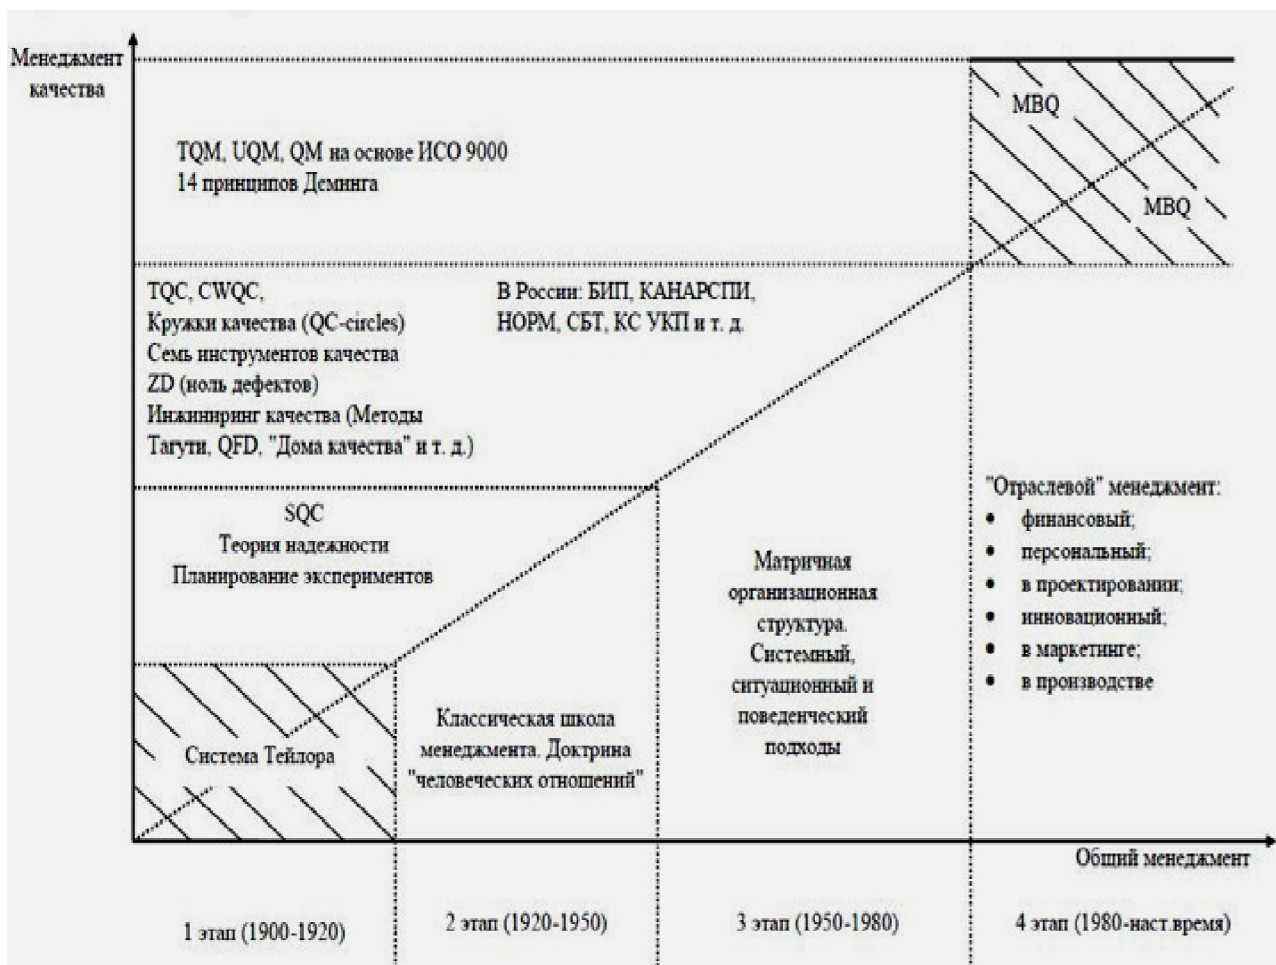 Менеджмент
качества
MBQ
MBQ
TQM, UQM, QM на основе ИСО 9000
14 принципов Деминга
TQC, CWQC,
Кружки качества (QC-circles)
Семь инструментов качества
ZD (ноль дефектов)
Инжиниринг качества (Методы
Тагути, QFD, "Дома качества" и т. д.)
В России: БИП, КАНАРСПИ,
НОРМ, СБТ, КС УКП и т. д.
SQC
Теория надежности
Планирование экспериментов
Система Тейлора
Классическая школа
менеджмента. Доктрина
"человеческих отношений"
Матричная
организационная
структура.
Системный,
ситуационный и
поведенческий
подходы
"Отраслевой" менеджмент:
• финансовый;
• персональный;
• в проектировании;
• инновационный;
• в маркетинге;
• в производстве
Общий менеджмент
1 этап (1900-1920)
2 этап (1920-1950)
3 этап (1950-1980)
4 этап (1980-наст.время)